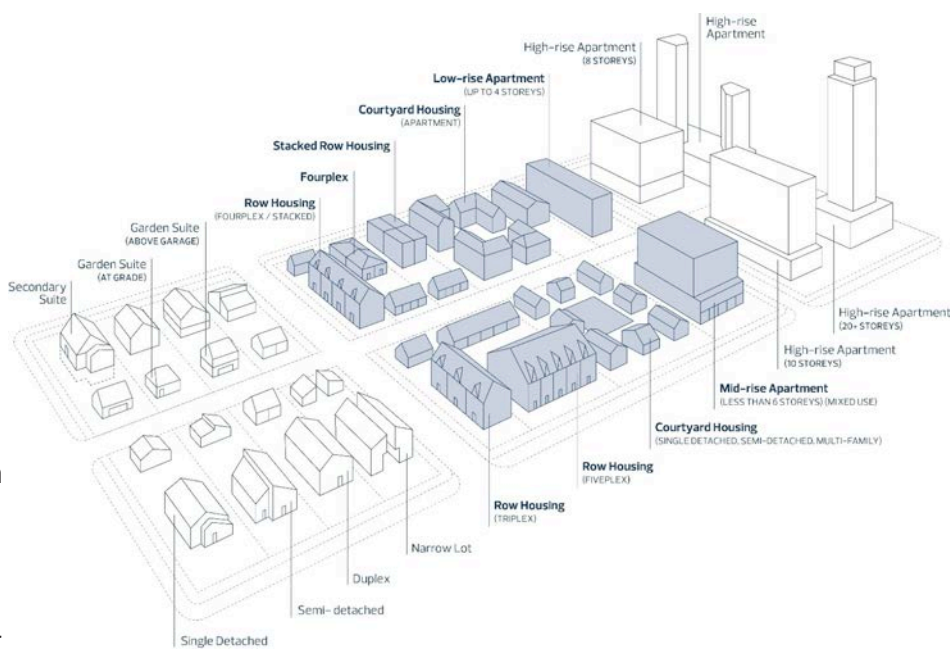 High-rise
Apartment
High-rise Apartment
(8 STOREYS)
Low-rise Apartment
(UP TO 4 STOREYS)
Courtyard Housing
(APARTMENT)
Stacked Row Housing
Fourplex
Row Housing
(FOURPLEX / STACKED)
Garden Suite
(ABOVE GARAGE)
Garden Suite
(AT GRADE)
Secondary
Suite
High-rise Apartment
(20+ STOREYS)
High-rise Apartment
(10 STOREYS)
Mid-rise Apartment
(LESS THAN 6 STOREYS) (MIXED USE)
Courtyard Housing
(SINGLE DETACHED, SEMI-DETACHED, MULTI-FAMILY)
Row Housing
(FIVEPLEX)
Row Housing
(TRIPLEX)
Narrow Lot
Duplex
Semi-detached
Single Detached